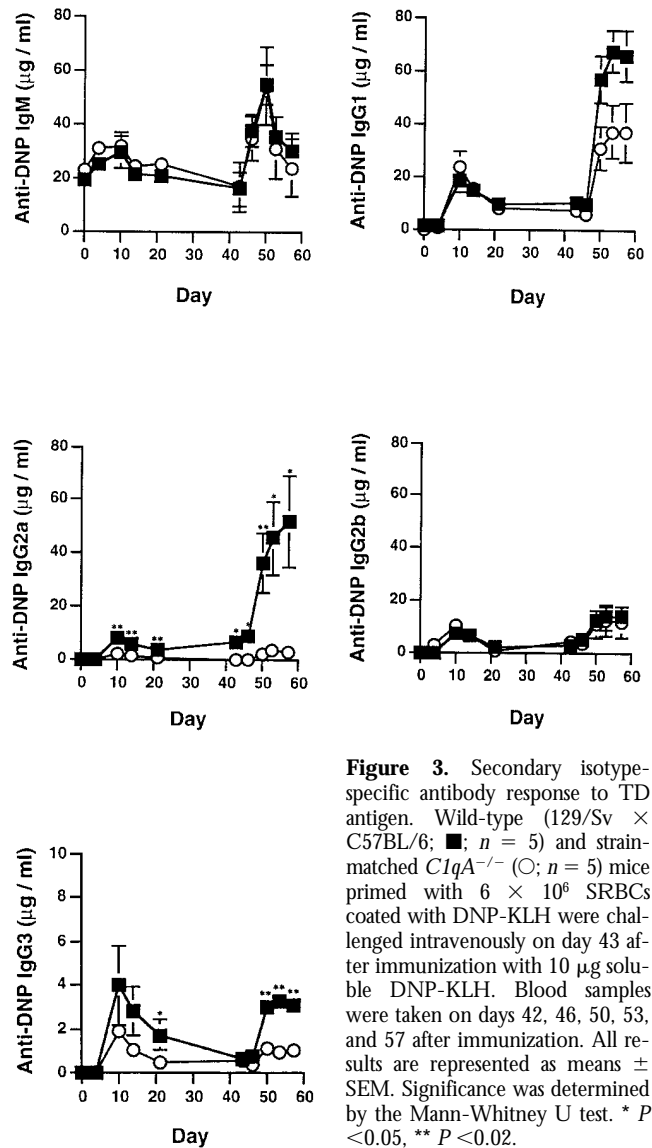 Anti-DNP IgM (μg / ml)
80
60
40
20
0
0 10 20 30 40 50 60
Day
Anti-DNP IgG1 (μg / ml)
80
60
40
20
0
0 10 20 30 40 50 60
Day
Anti-DNP IgG2a (μg / ml)
80
60
40
20
0
** ** ** * * ** * *
0 10 20 30 40 50 60
Day
Anti-DNP IgG2b (μg / ml)
80
60
40
20
0
0 10 20 30 40 50 60
Day
Anti-DNP IgG3 (μg / ml)
10
8
6
4
2
0
* ** ** **
0 10 20 30 40 50 60
Day
Figure 3. Secondary isotype-
specific antibody response to TD
antigen. Wild-type (129/Sv ×
C57BL/6; ■; n = 5) and strain-
matched C1qA−/− (○; n = 5) mice
primed with 6 × 10⁶ SRBCs
coated with DNP-KLH were chal-
lenged intravenously on day 43 af-
ter immunization with 10 μg solu-
ble DNP-KLH. Blood samples
were taken on days 42, 46, 50, 53,
and 57 after immunization. All re-
sults are represented as means ±
SEM. Significance was determined
by the Mann-Whitney U test. * P
<0.05, ** P <0.02.